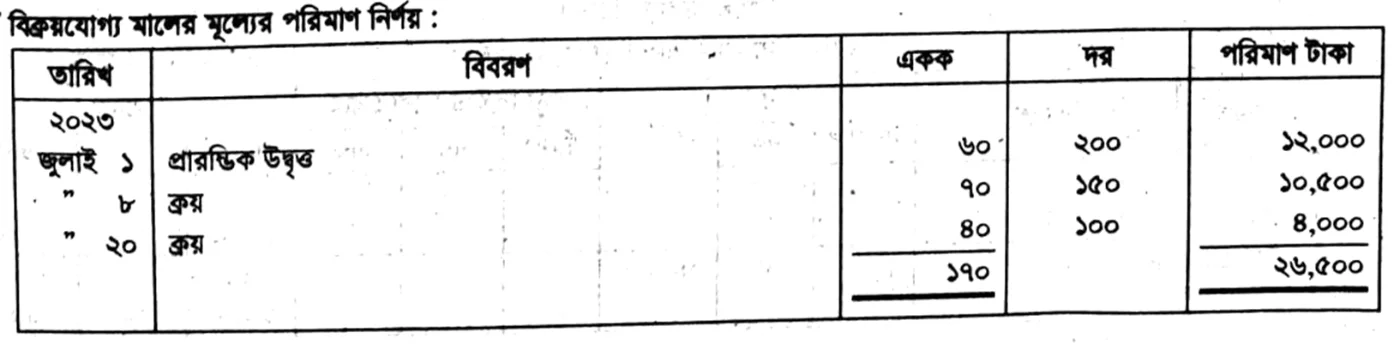 বিক্রয়যোগ্য মালের মূল্যের পরিমাণ নির্ণয় :
তারিখ বিবরণ একক দর পরিমাণ টাকা
২০২৩
জুলাই ১ প্রারম্ভিক উদ্বৃত্ত ৬০ ২০০ ১২,০০০
" ৮ ক্রয় ৭০ ১৫০ ১০,৫০০
" ২০ ক্রয় ৪০ ১০০ ৪,০০০
১৭০ ২৬,৫০০